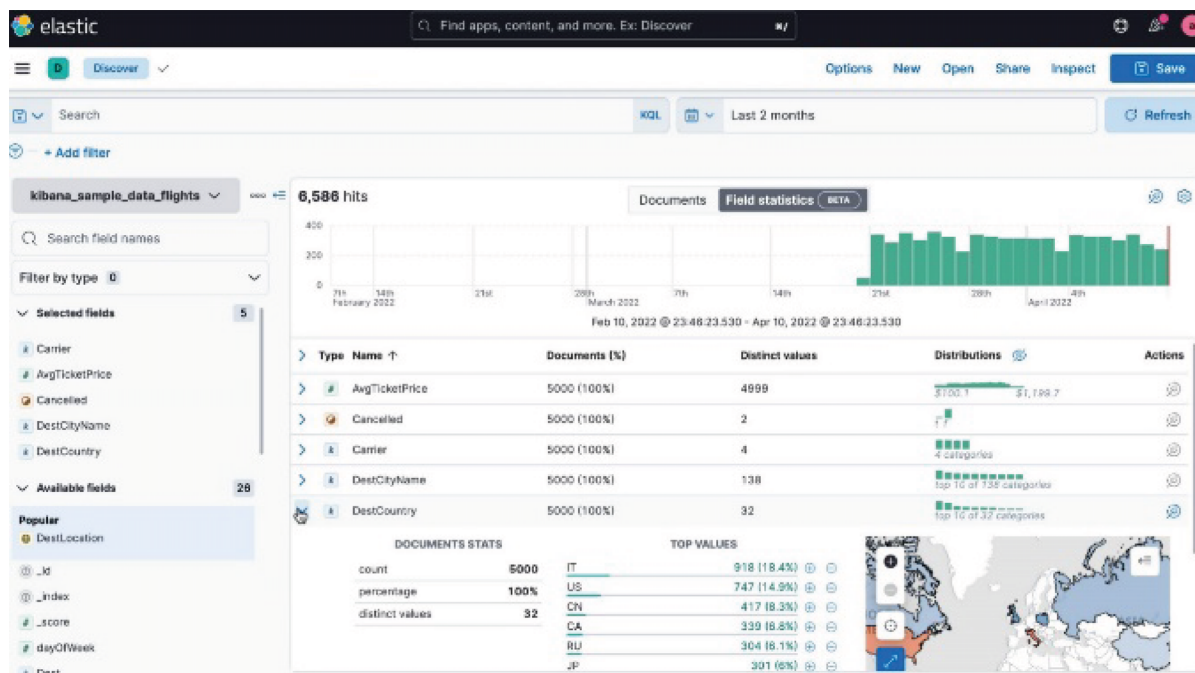 elastic
Find apps, content, and more. Ex: Discover
⌘/
D
Discover
Options New Open Share Inspect Save
Search
KQL
Last 2 months
Refresh
+ Add filter
kibana_sample_data_flights
6,586 hits
Documents
Field statistics BETA
Search field names
Filter by type 0
Selected fields 5
Carrier
AvgTicketPrice
Cancelled
DestCityName
DestCountry
Available fields 26
Popular
DestLocation
_id
_index
_score
dayOfWeek
Dest
400
200
0
7th 14th 21st 28th 7th 14th 21st 28th 4th
February 2022 March 2022 April 2022
Feb 10, 2022 @ 23:46:23.530 - Apr 10, 2022 @ 23:46:23.530
Type Name ↑ Documents (%) Distinct values Distributions Actions
AvgTicketPrice 5000 (100%) 4999 $100.1 $1,199.7
Cancelled 5000 (100%) 2
Carrier 5000 (100%) 4 4 categories
DestCityName 5000 (100%) 138 top 10 of 138 categories
DestCountry 5000 (100%) 32 top 10 of 32 categories
DOCUMENTS STATS
count 5000
percentage 100%
distinct values 32
TOP VALUES
IT 918 (18.4%)
US 747 (14.9%)
CN 417 (8.3%)
CA 339 (6.8%)
RU 304 (6.1%)
JP 301 (6%)